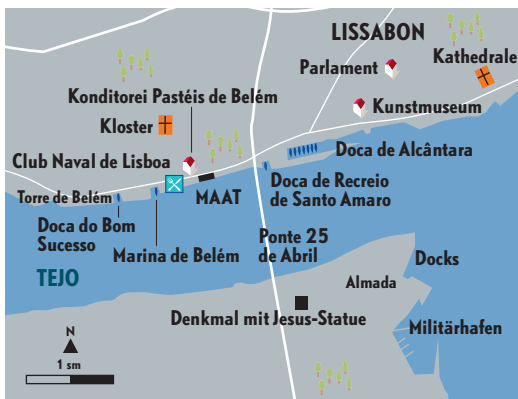 LISSABON
Parlament
Kathedrale
Konditorei Pastéis de Belém
Kunstmuseum
Kloster
Club Naval de Lisboa
Doca de Alcântara
MAAT
Doca de Recreio
de Santo Amaro
Torre de Belém
Doca do Bom
Sucesso
Marina de Belém
Ponte 25
de Abril
TEJO
Docks
Almada
Denkmal mit Jesus-Statue
Militärhafen
N
1 sm